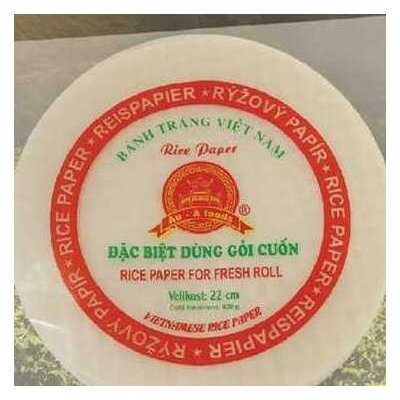 ★ RICE PAPER ★ REISPAPIER ★ RÝŽOVÝ PAPÍR ★ RICE PAPER ★ REISPAPIER ★ RÝŽOVÝ PAPÍR
BÁNH TRÁNG VIỆT NAM
Rice Paper
Âu - Á foods ®
ĐẶC BIỆT DÙNG GỎI CUỐN
RICE PAPER FOR FRESH ROLL
Velikost: 22 cm
VIETNAMESE RICE PAPER